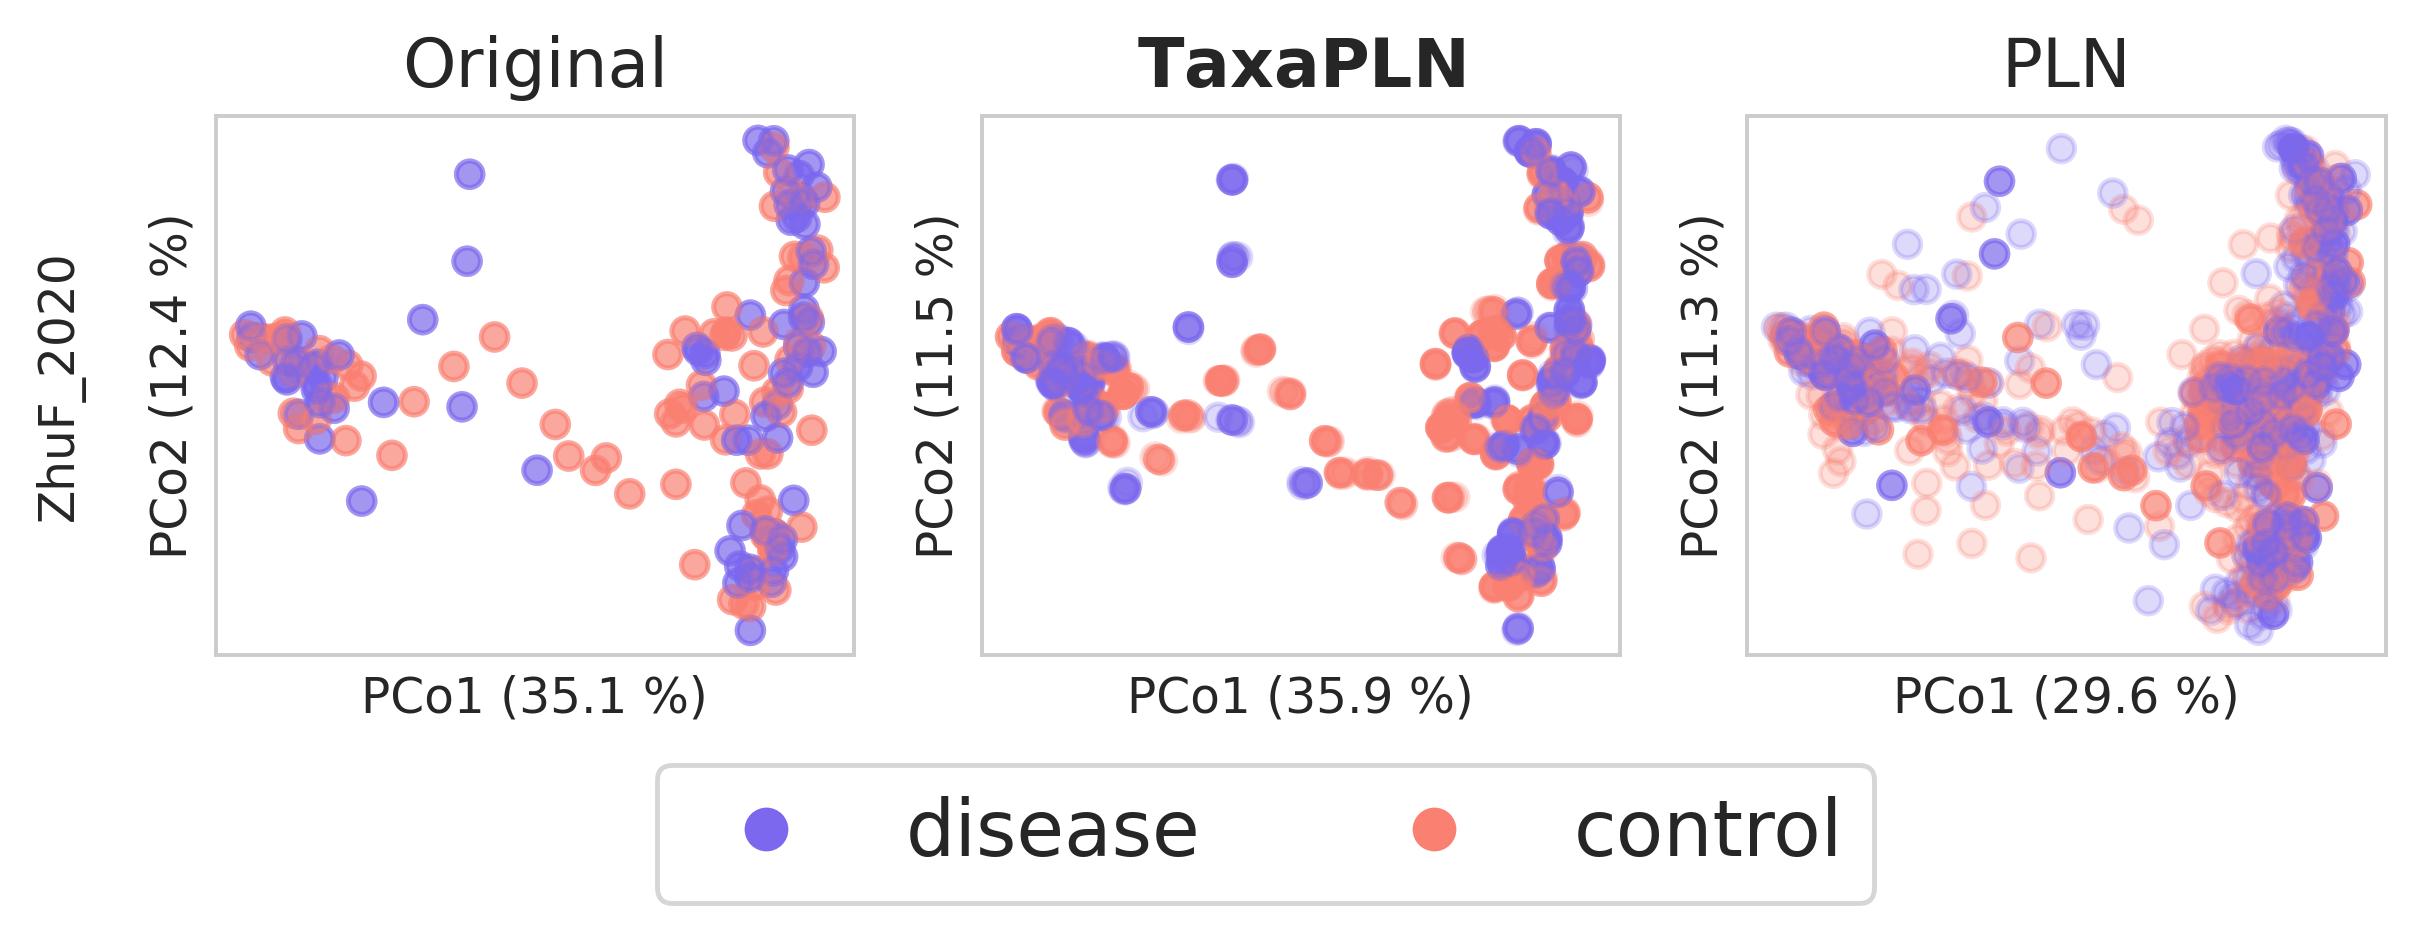 Original
TaxaPLN
PLN
ZhuF_2020
PCo2 (12.4 %)
PCo2 (11.5 %)
PCo2 (11.3 %)
PCo1 (35.1 %)
PCo1 (35.9 %)
PCo1 (29.6 %)
disease
control